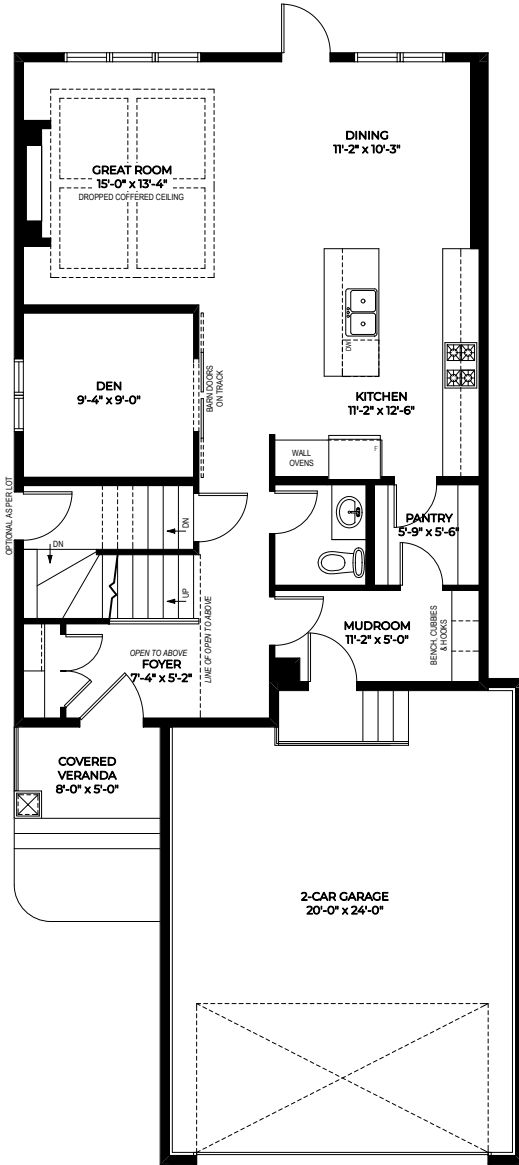 DINING
11'-2" x 10'-3"
GREAT ROOM
15'-0" x 13'-4"
DROPPED COFFERED CEILING
DW
DEN
9'-4" x 9'-0"
BARN DOORS
ON TRACK
KITCHEN
11'-2" x 12'-6"
WALL
OVENS
F
OPTIONAL AS PER LOT
DN
DN
PANTRY
5'-9" x 5'-6"
UP
LINE OF OPEN TO ABOVE
MUDROOM
11'-2" x 5'-0"
BENCH, CUBBIES
& HOOKS
OPEN TO ABOVE
FOYER
7'-4" x 5'-2"
COVERED
VERANDA
8'-0" x 5'-0"
2-CAR GARAGE
20'-0" x 24'-0"